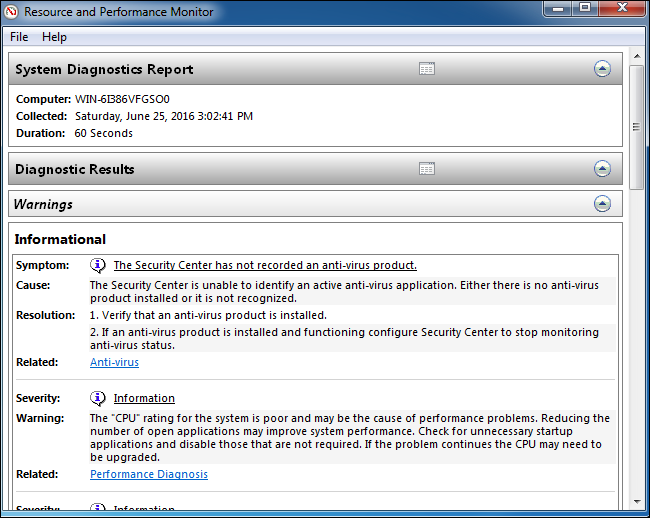 Resource and Performance Monitor
File Help
System Diagnostics Report
Computer: WIN-6I386VFGSO0
Collected: Saturday, June 25, 2016 3:02:41 PM
Duration: 60 Seconds
Diagnostic Results
Warnings
Informational
Symptom: The Security Center has not recorded an anti-virus product.
Cause: The Security Center is unable to identify an active anti-virus application. Either there is no anti-virus
product installed or it is not recognized.
Resolution: 1. Verify that an anti-virus product is installed.
2. If an anti-virus product is installed and functioning configure Security Center to stop monitoring
anti-virus status.
Related: Anti-virus
Severity: Information
Warning: The "CPU" rating for the system is poor and may be the cause of performance problems. Reducing the
number of open applications may improve system performance. Check for unnecessary startup
applications and disable those that are not required. If the problem continues the CPU may need to
be upgraded.
Related: Performance Diagnosis
Severity: Information